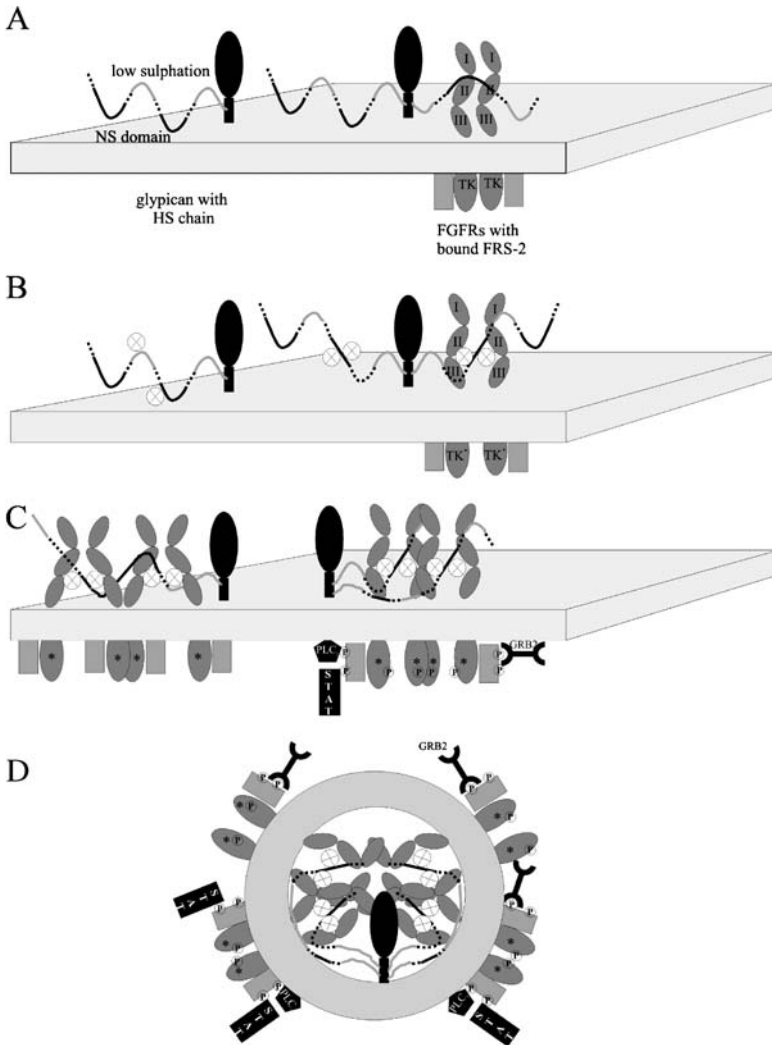 A
low sulphation
I I
II II
III III
NS domain
TK TK
glypican with
HS chain
FGFRs with
bound FRS-2
B
I I
II II
III III
TK* TK*
C
* * * *
* * * *
PLC P P GRB2
P P P P P P
STAT
D
GRB2
P P P P
* P * P
* P * P
STAT P P P P
* *
P P
* *
P P
P P P P
PLC PLC
STAT STAT